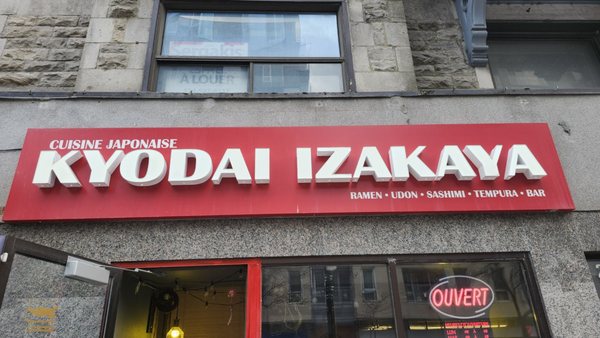 À LOUER
CUISINE JAPONAISE
KYODAI IZAKAYA
RAMEN • UDON • SASHIMI • TEMPURA • BAR
OUVERT